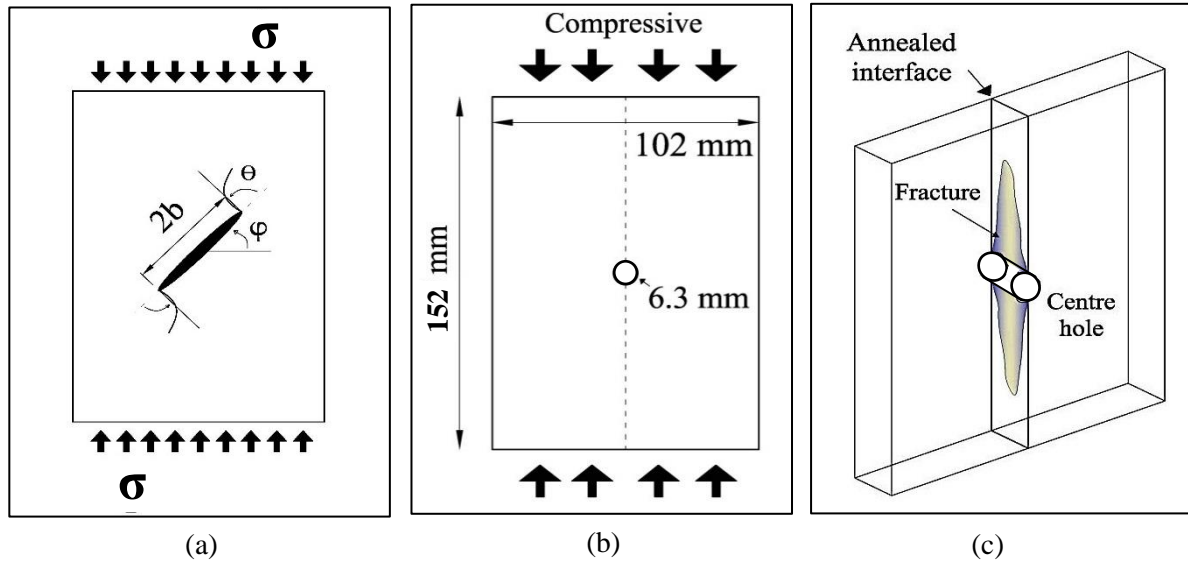 σ
θ
2b
φ
σ
(a)
Compressive
102 mm
152 mm
6.3 mm
(b)
Annealed
interface
Fracture
Centre
hole
(c)